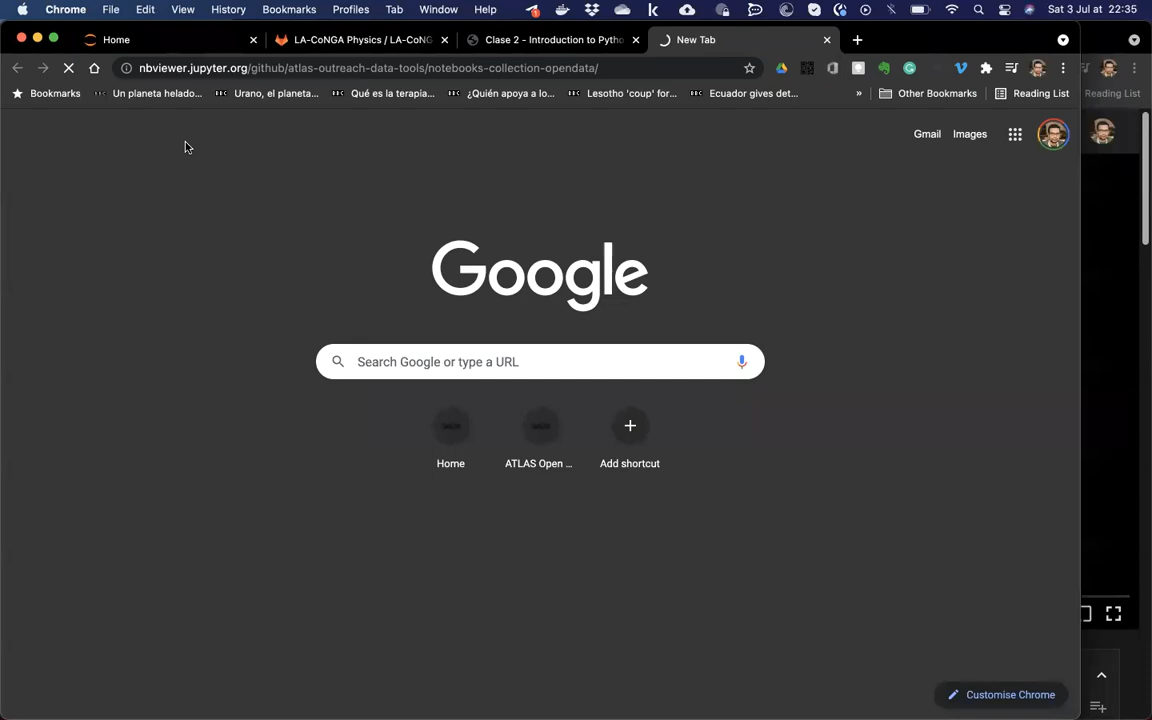 Chrome File Edit View History Bookmarks Profiles Tab Window Help Sat 3 Jul at 22:35
Home LA-CoNGA Physics / LA-CoNG Clase 2 - Introduction to Pytho New Tab
nbviewer.jupyter.org/github/atlas-outreach-data-tools/notebooks-collection-opendata/
Bookmarks Un planeta helado... Urano, el planeta... Qué es la terapia... ¿Quién apoya a lo... Lesotho 'coup' for... Ecuador gives det... » Other Bookmarks Reading List Reading List
Gmail Images
Google
Search Google or type a URL
Home ATLAS Open ... Add shortcut
Customise Chrome